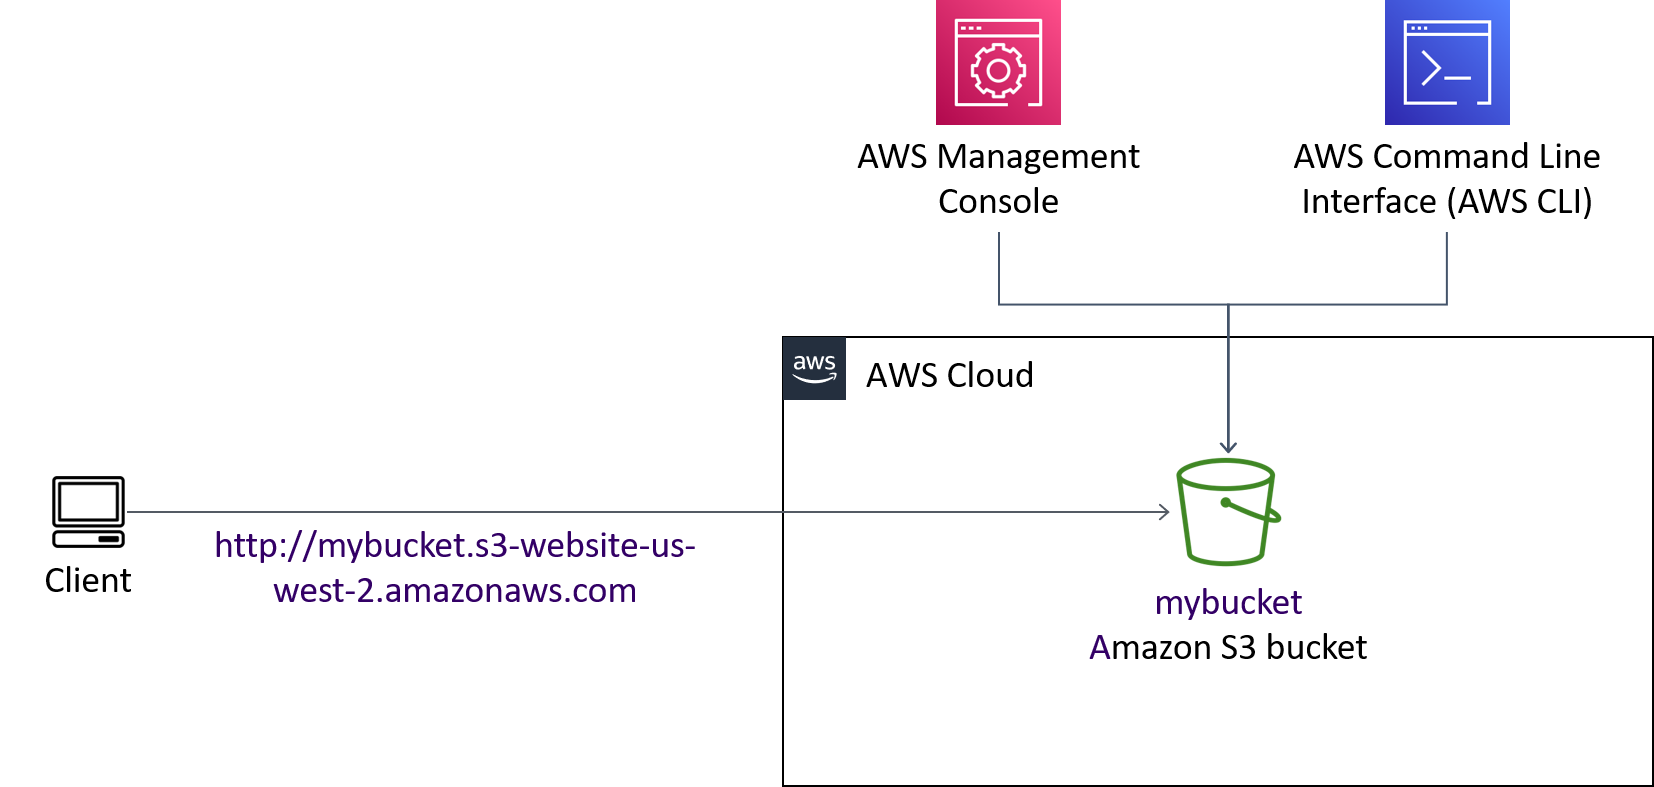 AWS Management
Console
AWS Command Line
Interface (AWS CLI)
aws
AWS Cloud
http://mybucket.s3-website-us-
west-2.amazonaws.com
Client
mybucket
Amazon S3 bucket